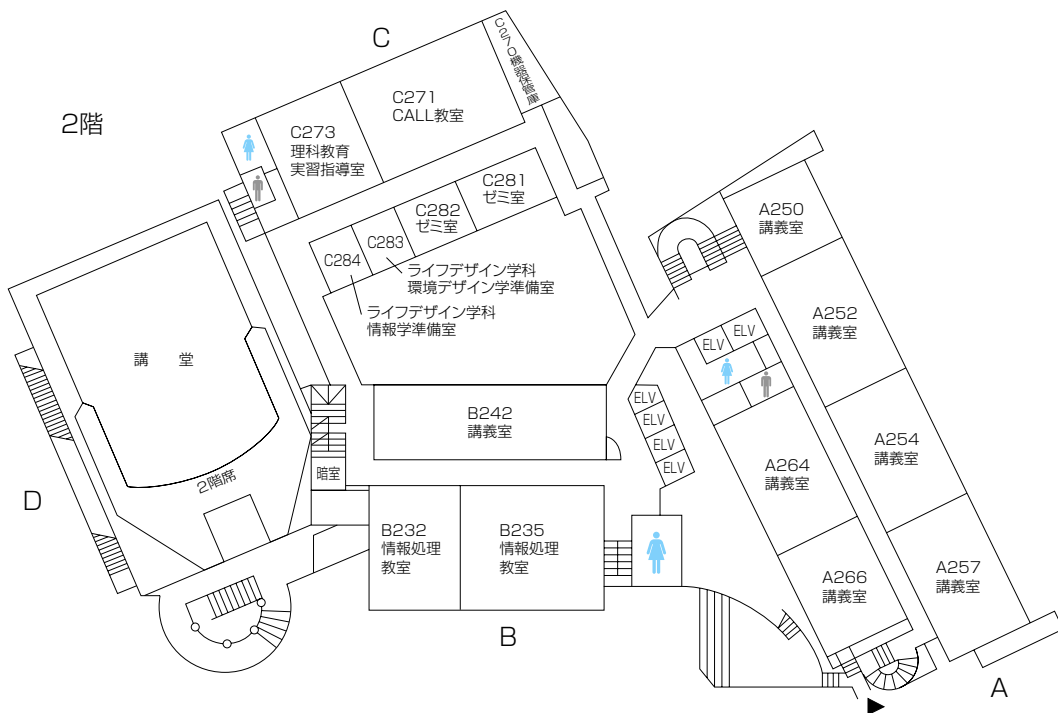 2階
C
C270機器保管庫
C271
CALL教室
C273
理科教育
実習指導室
C281
ゼミ室
C282
ゼミ室
C283
C284
ライフデザイン学科
環境デザイン学準備室
ライフデザイン学科
情報学準備室
A250
講義室
A252
講義室
ELV
ELV
講　堂
B242
講義室
ELV
ELV
ELV
ELV
A254
講義室
A264
講義室
暗室
2階席
D
B232
情報処理
教室
B235
情報処理
教室
A257
講義室
A266
講義室
B
A